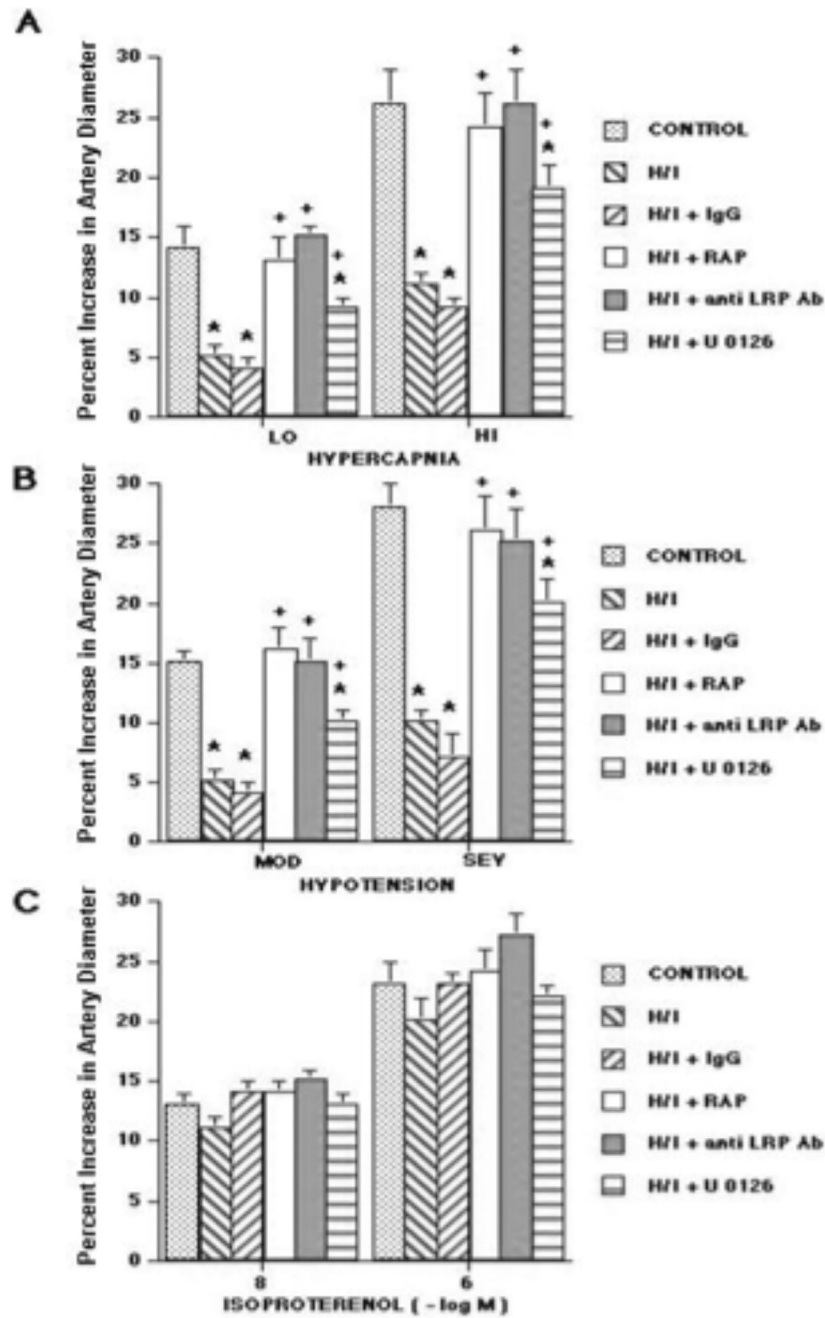 A
Percent Increase in Artery Diameter
30
25
20
15
10
5
0
LO
HI
HYPERCAPNIA
CONTROL
H/I
H/I + IgG
H/I + RAP
H/I + anti LRP Ab
H/I + U 0126
B
Percent Increase in Artery Diameter
30
25
20
15
10
5
0
MOD
SEY
HYPOTENSION
CONTROL
H/I
H/I + IgG
H/I + RAP
H/I + anti LRP Ab
H/I + U 0126
C
Percent Increase in Artery Diameter
30
25
20
15
10
5
0
8
6
ISOPROTERENOL ( - log M )
CONTROL
H/I
H/I + IgG
H/I + RAP
H/I + anti LRP Ab
H/I + U 0126